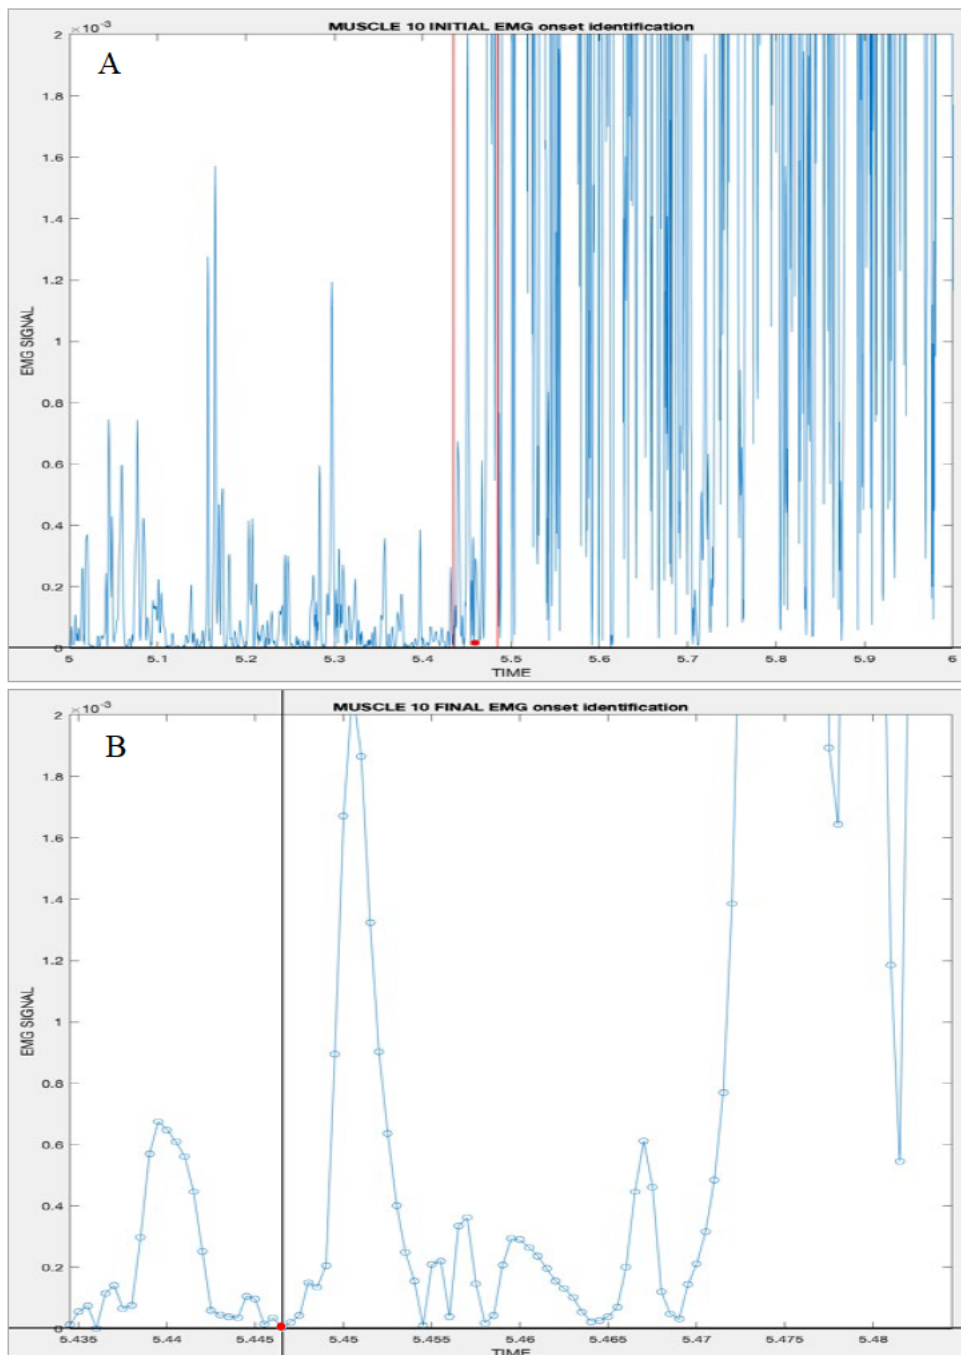 ×10⁻³
MUSCLE 10 INITIAL EMG onset identification
A
2
1.8
1.6
1.4
1.2
1
0.8
0.6
0.4
0.2
0
EMG SIGNAL
5 5.1 5.2 5.3 5.4 5.5 5.6 5.7 5.8 5.9 6
TIME
×10⁻³
MUSCLE 10 FINAL EMG onset identification
B
2
1.8
1.6
1.4
1.2
1
0.8
0.6
0.4
0.2
0
EMG SIGNAL
5.435 5.44 5.445 5.45 5.455 5.46 5.465 5.47 5.475 5.48
TIME